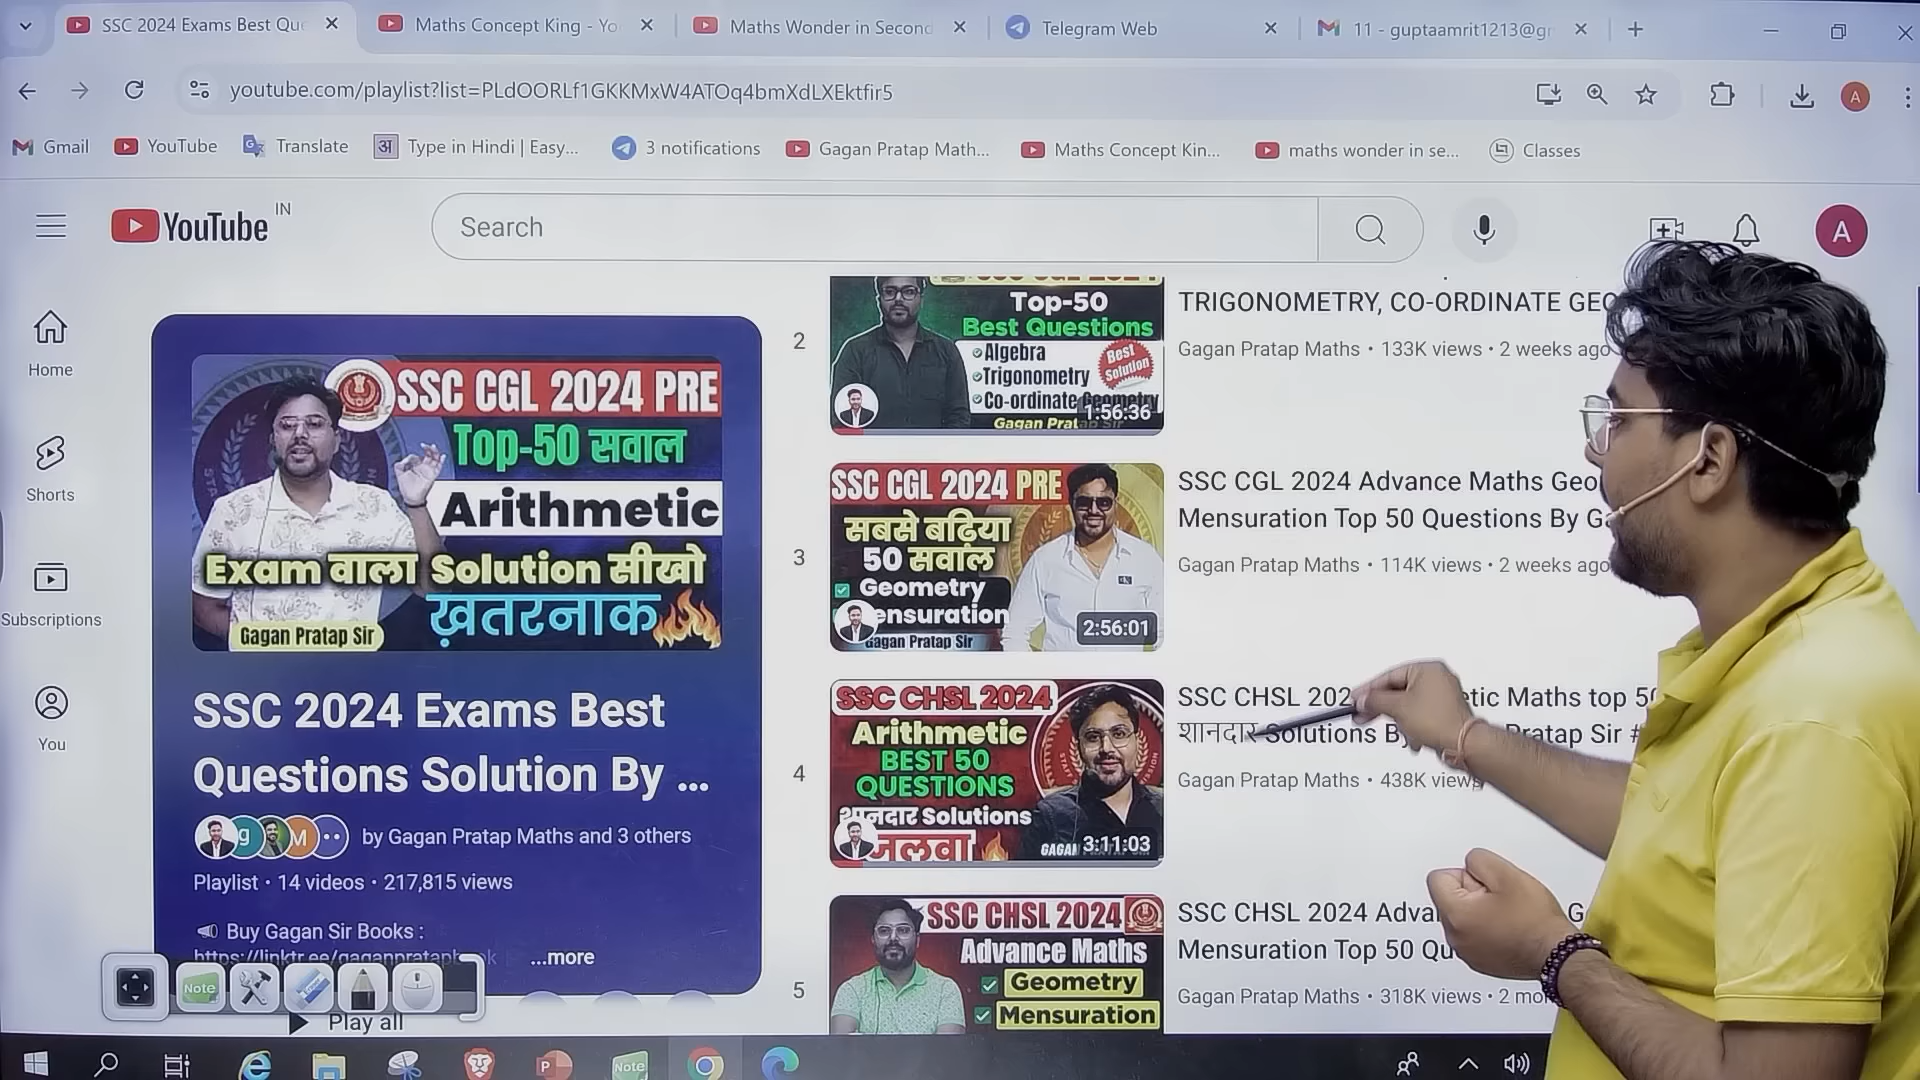 SSC 2024 Exams Best Que
Maths Concept King - Yo
Maths Wonder in Second
Telegram Web
11 - guptaamrit1213@gr
youtube.com/playlist?list=PLdOORLf1GKKMxW4ATOq4bmXdLXEktfir5
A
Gmail
YouTube
Translate
अ Type in Hindi | Easy...
3 notifications
Gagan Pratap Math...
Maths Concept Kin...
maths wonder in se...
Classes
YouTube IN
Search
A
Home
Shorts
Subscriptions
You
SSC CGL 2024 PRE
Top-50 सवाल
Arithmetic
Exam वाला Solution सीखो
ख़तरनाक
Gagan Pratap Sir
SSC 2024 Exams Best
Questions Solution By ...
g M
by Gagan Pratap Maths and 3 others
Playlist • 14 videos • 217,815 views
Buy Gagan Sir Books :
...more
Note
Play all
2
Top-50
Best Questions
Algebra
Trigonometry
Co-ordinate Geometry
Best
Solution
1:56:36
TRIGONOMETRY, CO-ORDINATE GEO
Gagan Pratap Maths • 133K views • 2 weeks ago
3
SSC CGL 2024 PRE
सबसे बढ़िया
50 सवाल
Geometry
ensuration
Gagan Pratap Sir
2:56:01
SSC CGL 2024 Advance Maths Geo
Mensuration Top 50 Questions By Ga
Gagan Pratap Maths • 114K views • 2 weeks ago
4
SSC CHSL 2024
Arithmetic
BEST 50
QUESTIONS
शानदार Solutions
जलवा
GAGAN
3:11:03
SSC CHSL 202 etic Maths top 50
शानदार Solutions B Pratap Sir #
Gagan Pratap Maths • 438K views
5
SSC CHSL 2024
Advance Maths
Geometry
Mensuration
SSC CHSL 2024 Adva G
Mensuration Top 50 Qu
Gagan Pratap Maths • 318K views • 2 mo
Note